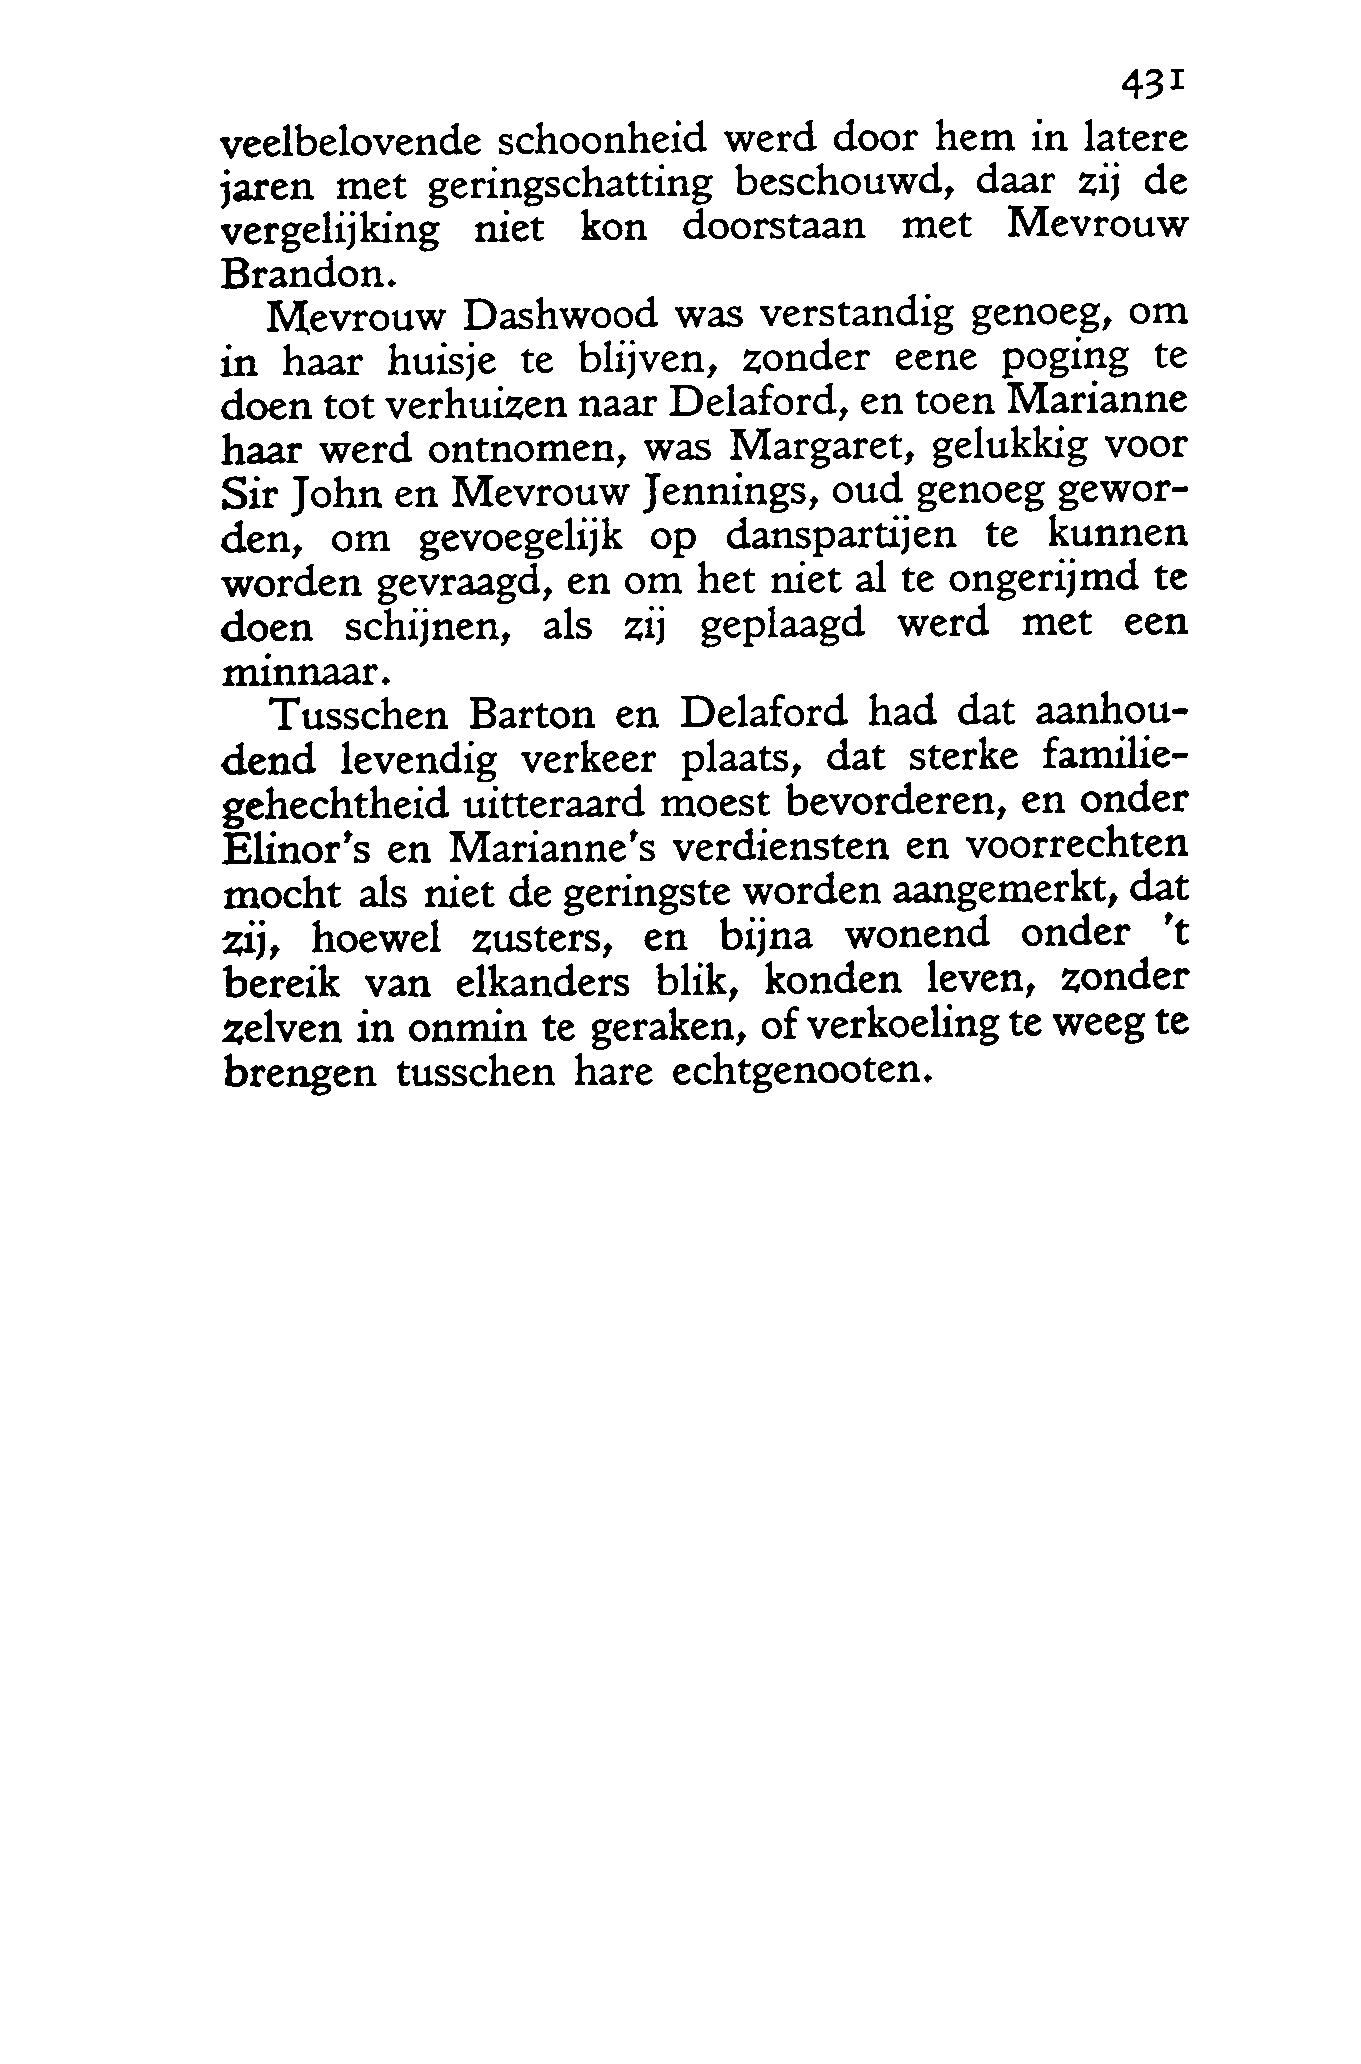 431
veelbelovende schoonheid werd door hem in latere
jaren met geringschatting beschouwd, daar zij de
vergelijking niet kon doorstaan met Mevrouw
Brandon.
Mevrouw Dashwood was verstandig genoeg, om
in haar huisje te blijven, zonder eene poging te
doen tot verhuizen naar Delaford, en toen Marianne
haar werd ontnomen, was Margaret, gelukkig voor
Sir John en Mevrouw Jennings, oud genoeg gewor-
den, om gevoegelijk op danspartijen te kunnen
worden gevraagd, en om het niet al te ongerijmd te
doen schijnen, als zij geplaagd werd met een
minnaar.
Tusschen Barton en Delaford had dat aanhou-
dend levendig verkeer plaats, dat sterke familie-
gehechtheid uitteraard moest bevorderen, en onder
Elinor's en Marianne's verdiensten en voorrechten
mocht als niet de geringste worden aangemerkt, dat
zij, hoewel zusters, en bijna wonend onder 't
bereik van elkanders blik, konden leven, zonder
zelven in onmin te geraken, of verkoeling te weeg te
brengen tusschen hare echtgenooten.